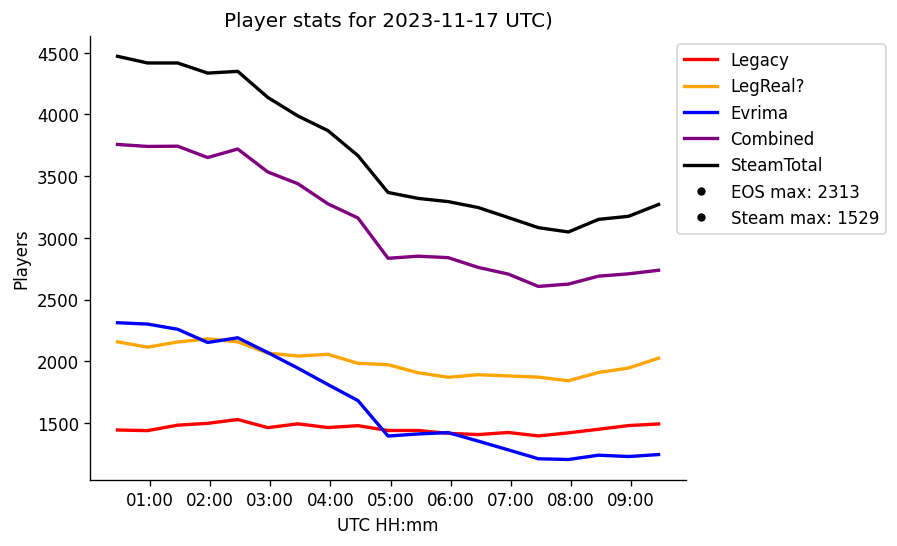 Player stats for 2023-11-17 UTC)
4500
4000
3500
3000
2500
2000
1500
Players
01:00 02:00 03:00 04:00 05:00 06:00 07:00 08:00 09:00
UTC HH:mm
Legacy
LegReal?
Evrima
Combined
SteamTotal
EOS max: 2313
Steam max: 1529